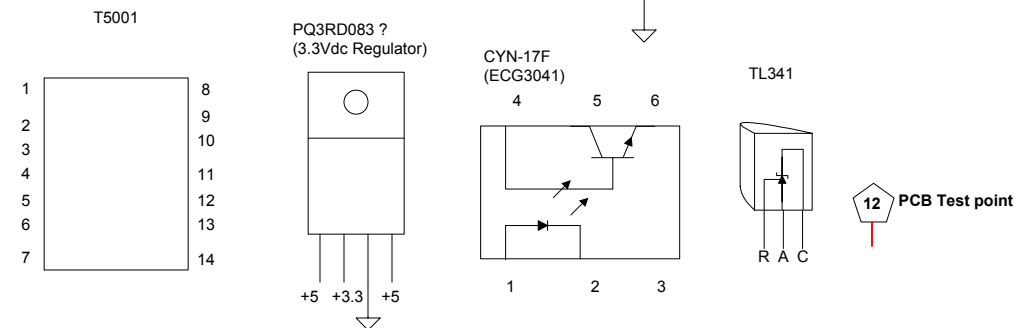 T5001
1
2
3
4
5
6
7
8
9
10
11
12
13
14
PQ3RD083 ?
(3.3Vdc Regulator)
+5 +3.3 +5
CYN-17F
(ECG3041)
4 5 6
1 2 3
TL341
R A C
12 PCB Test point